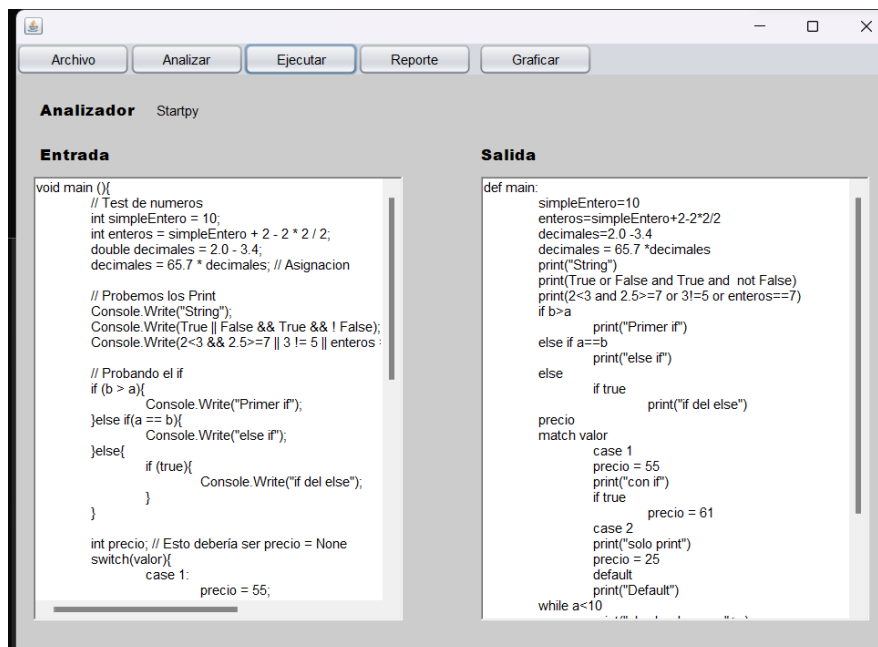 Archivo Analizar Ejecutar Reporte Graficar
Analizador Startpy
Entrada
void main (){
// Test de numeros
int simpleEntero = 10;
int enteros = simpleEntero + 2 - 2 * 2 / 2;
double decimales = 2.0 - 3.4;
decimales = 65.7 * decimales; // Asignacion
// Probemos los Print
Console.Write("String");
Console.Write(True || False && True && ! False);
Console.Write(2<3 && 2.5>=7 || 3 != 5 || enteros
// Probando el if
if (b > a){
Console.Write("Primer if");
}else if(a == b){
Console.Write("else if");
}else{
if (true){
Console.Write("if del else");
}
}
int precio; // Esto debería ser precio = None
switch(valor){
case 1:
precio = 55;
Salida
def main:
simpleEntero=10
enteros=simpleEntero+2-2*2/2
decimales=2.0 -3.4
decimales = 65.7 *decimales
print("String")
print(True or False and True and  not False)
print(2<3 and 2.5>=7 or 3!=5 or enteros==7)
if b>a
print("Primer if")
else if a==b
print("else if")
else
if true
print("if del else")
precio
match valor
case 1
precio = 55
print("con if")
if true
precio = 61
case 2
print("solo print")
precio = 25
default
print("Default")
while a<10